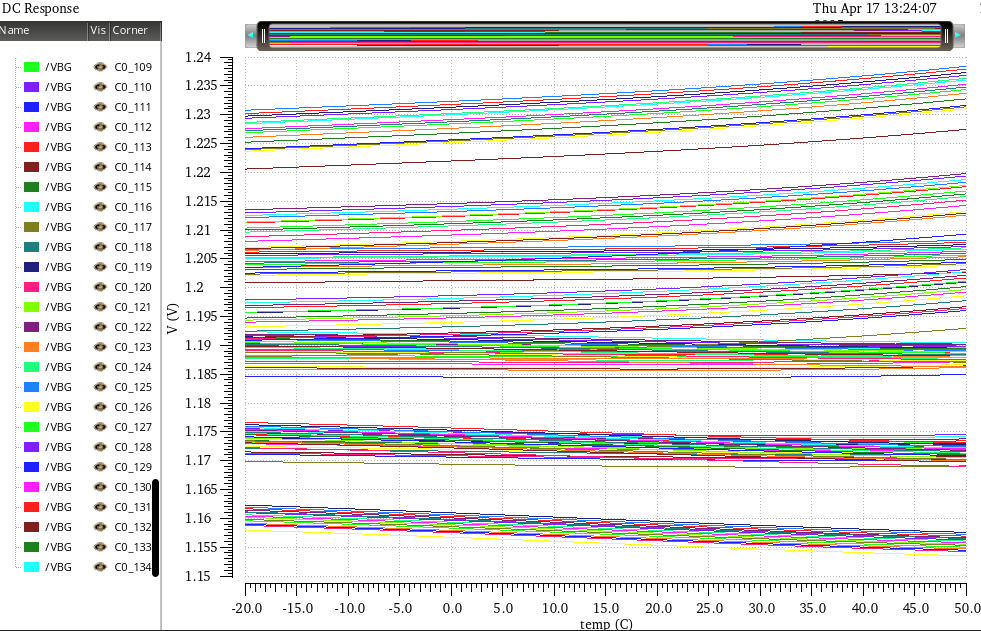 DC Response
Thu Apr 17 13:24:07
Name Vis Corner
/VBG C0_109
/VBG C0_110
/VBG C0_111
/VBG C0_112
/VBG C0_113
/VBG C0_114
/VBG C0_115
/VBG C0_116
/VBG C0_117
/VBG C0_118
/VBG C0_119
/VBG C0_120
/VBG C0_121
/VBG C0_122
/VBG C0_123
/VBG C0_124
/VBG C0_125
/VBG C0_126
/VBG C0_127
/VBG C0_128
/VBG C0_129
/VBG C0_130
/VBG C0_131
/VBG C0_132
/VBG C0_133
/VBG C0_134
1.24
1.235
1.23
1.225
1.22
1.215
1.21
1.205
1.2
1.195
1.19
1.185
1.18
1.175
1.17
1.165
1.16
1.155
1.15
V (V)
-20.0 -15.0 -10.0 -5.0 0.0 5.0 10.0 15.0 20.0 25.0 30.0 35.0 40.0 45.0 50.0
temp (C)